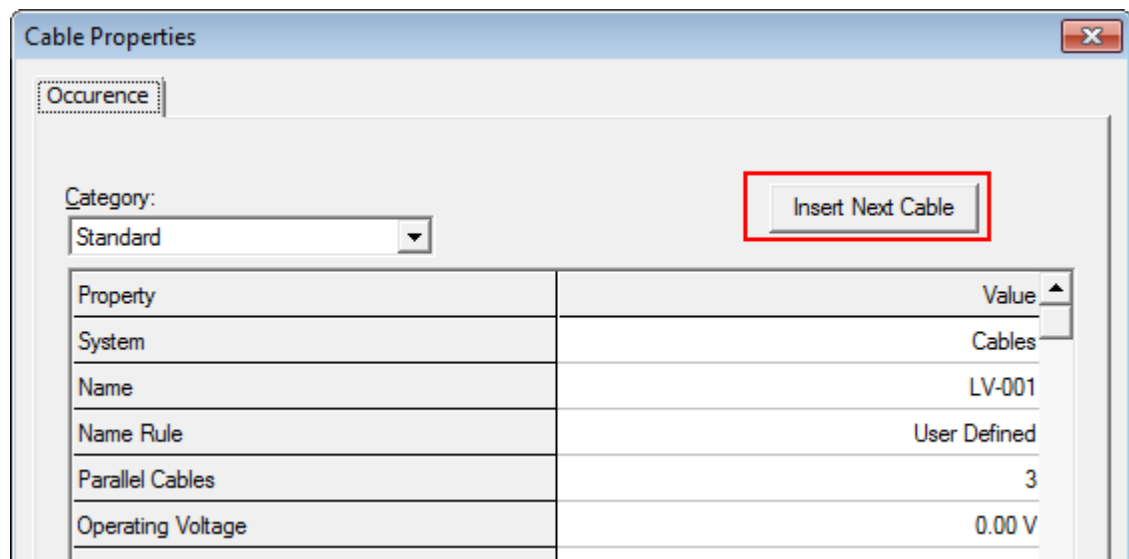 Cable Properties
Occurence
Category:
Insert Next Cable
Standard
Property Value
System Cables
Name LV-001
Name Rule User Defined
Parallel Cables 3
Operating Voltage 0.00 V